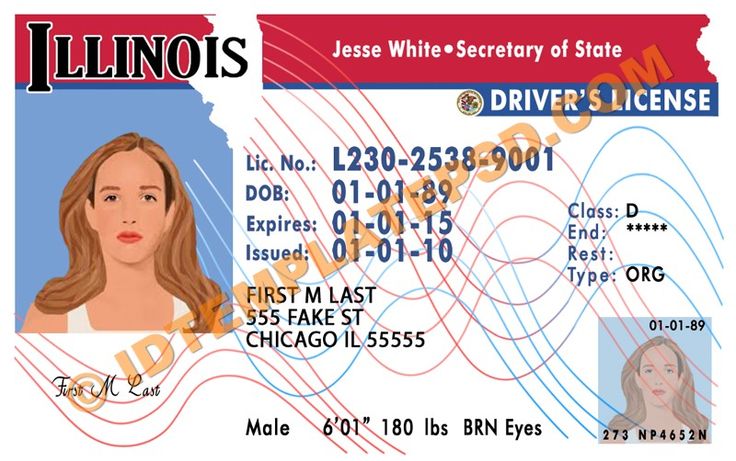 ILLINOIS
Jesse White•Secretary of State
DRIVER'S LICENSE
Lic. No.: L230-2538-9001
DOB: 01-01-89
Expires: 01-01-15
Issued: 01-01-10
Class: D
End: *****
Rest:
Type: ORG
FIRST M LAST
555 FAKE ST
CHICAGO IL 55555
01-01-89
First M Last
Male 6'01" 180 lbs BRN Eyes
273 NP4652N
© IDTEMPLATEPSD.COM